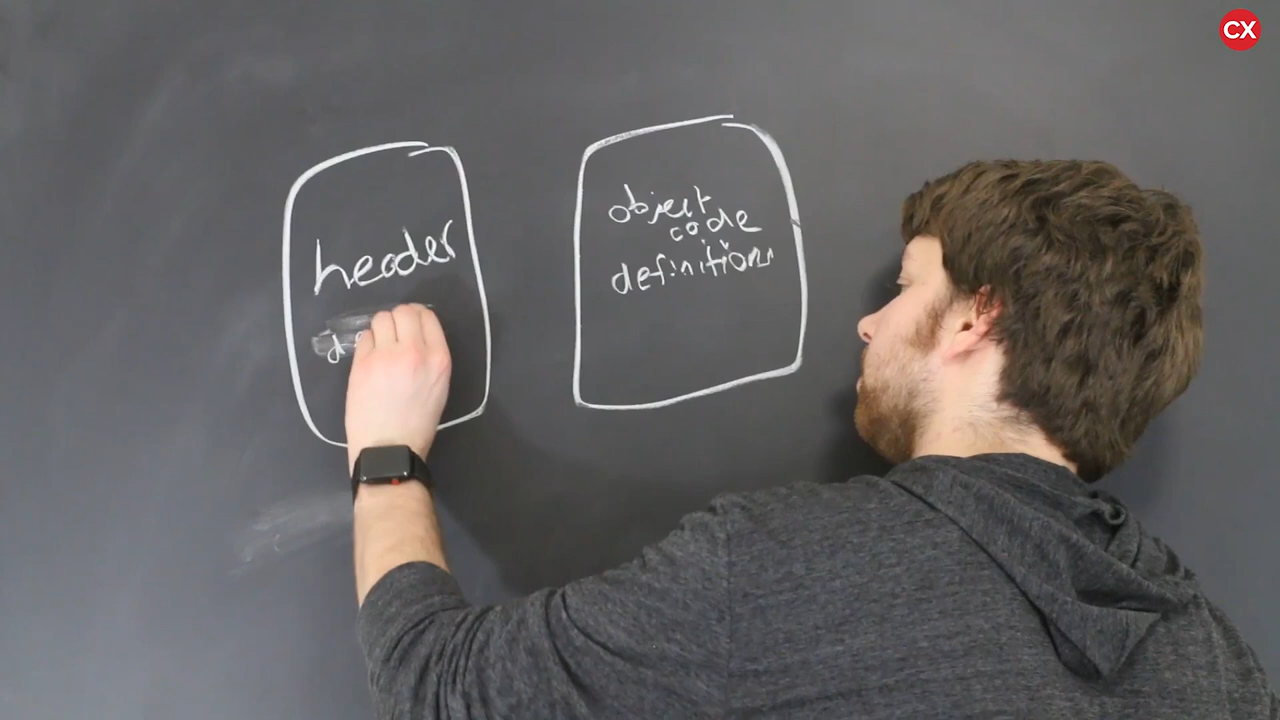 CX
header
object
code
definitions